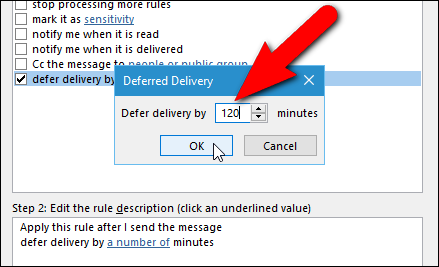 stop processing more rules
mark it as sensitivity
notify me when it is read
notify me when it is delivered
Cc the message to people or public group
defer delivery by
Deferred Delivery
Defer delivery by 120 minutes
OK Cancel
Step 2: Edit the rule description (click an underlined value)
Apply this rule after I send the message
defer delivery by a number of minutes